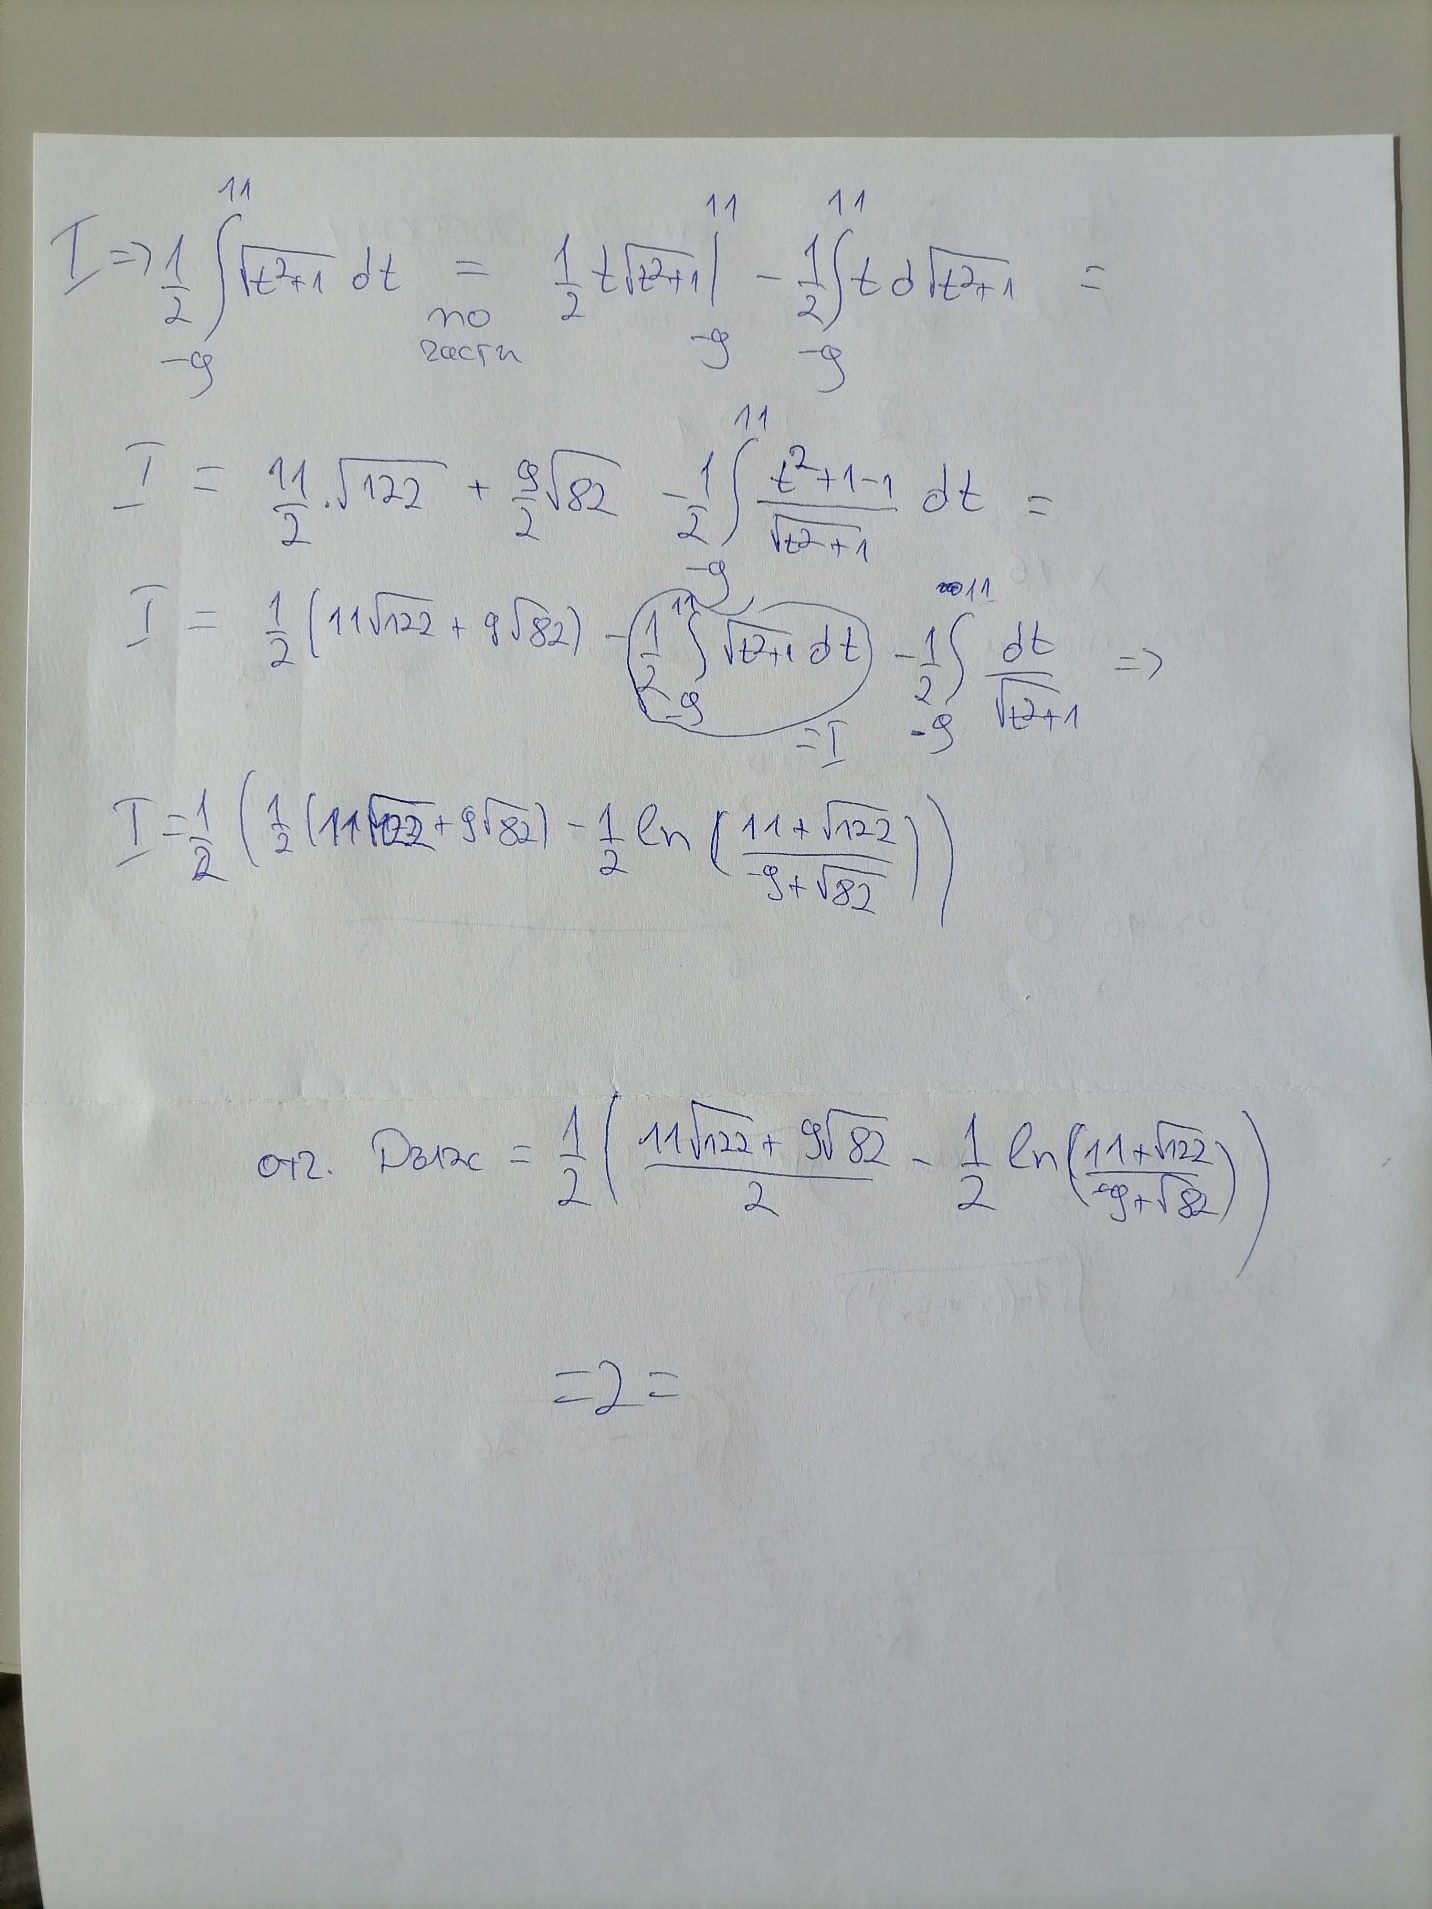 I => 1/2 ∫_{-9}^{11} √(t²+1) dt = по части 1/2 t√(t²+1) |_{-9}^{11} - 1/2 ∫_{-9}^{11} t d√(t²+1) =
I = 11/2 . √122 + 9/2 √82 - 1/2 ∫_{-9}^{11} (t²+1-1)/√(t²+1) dt =
I = 1/2 (11√122 + 9√82) - 1/2 ∫_{-9}^{11} √(t²+1) dt - 1/2 ∫_{-9}^{11} dt/√(t²+1) =>
= I
I = 1/2 (1/2 (11√122 + 9√82) - 1/2 ln ((11+√122)/(-9+√82)))
отг. Дълж = 1/2 ((11√122 + 9√82)/2 - 1/2 ln ((11+√122)/(-9+√82)))
=2=